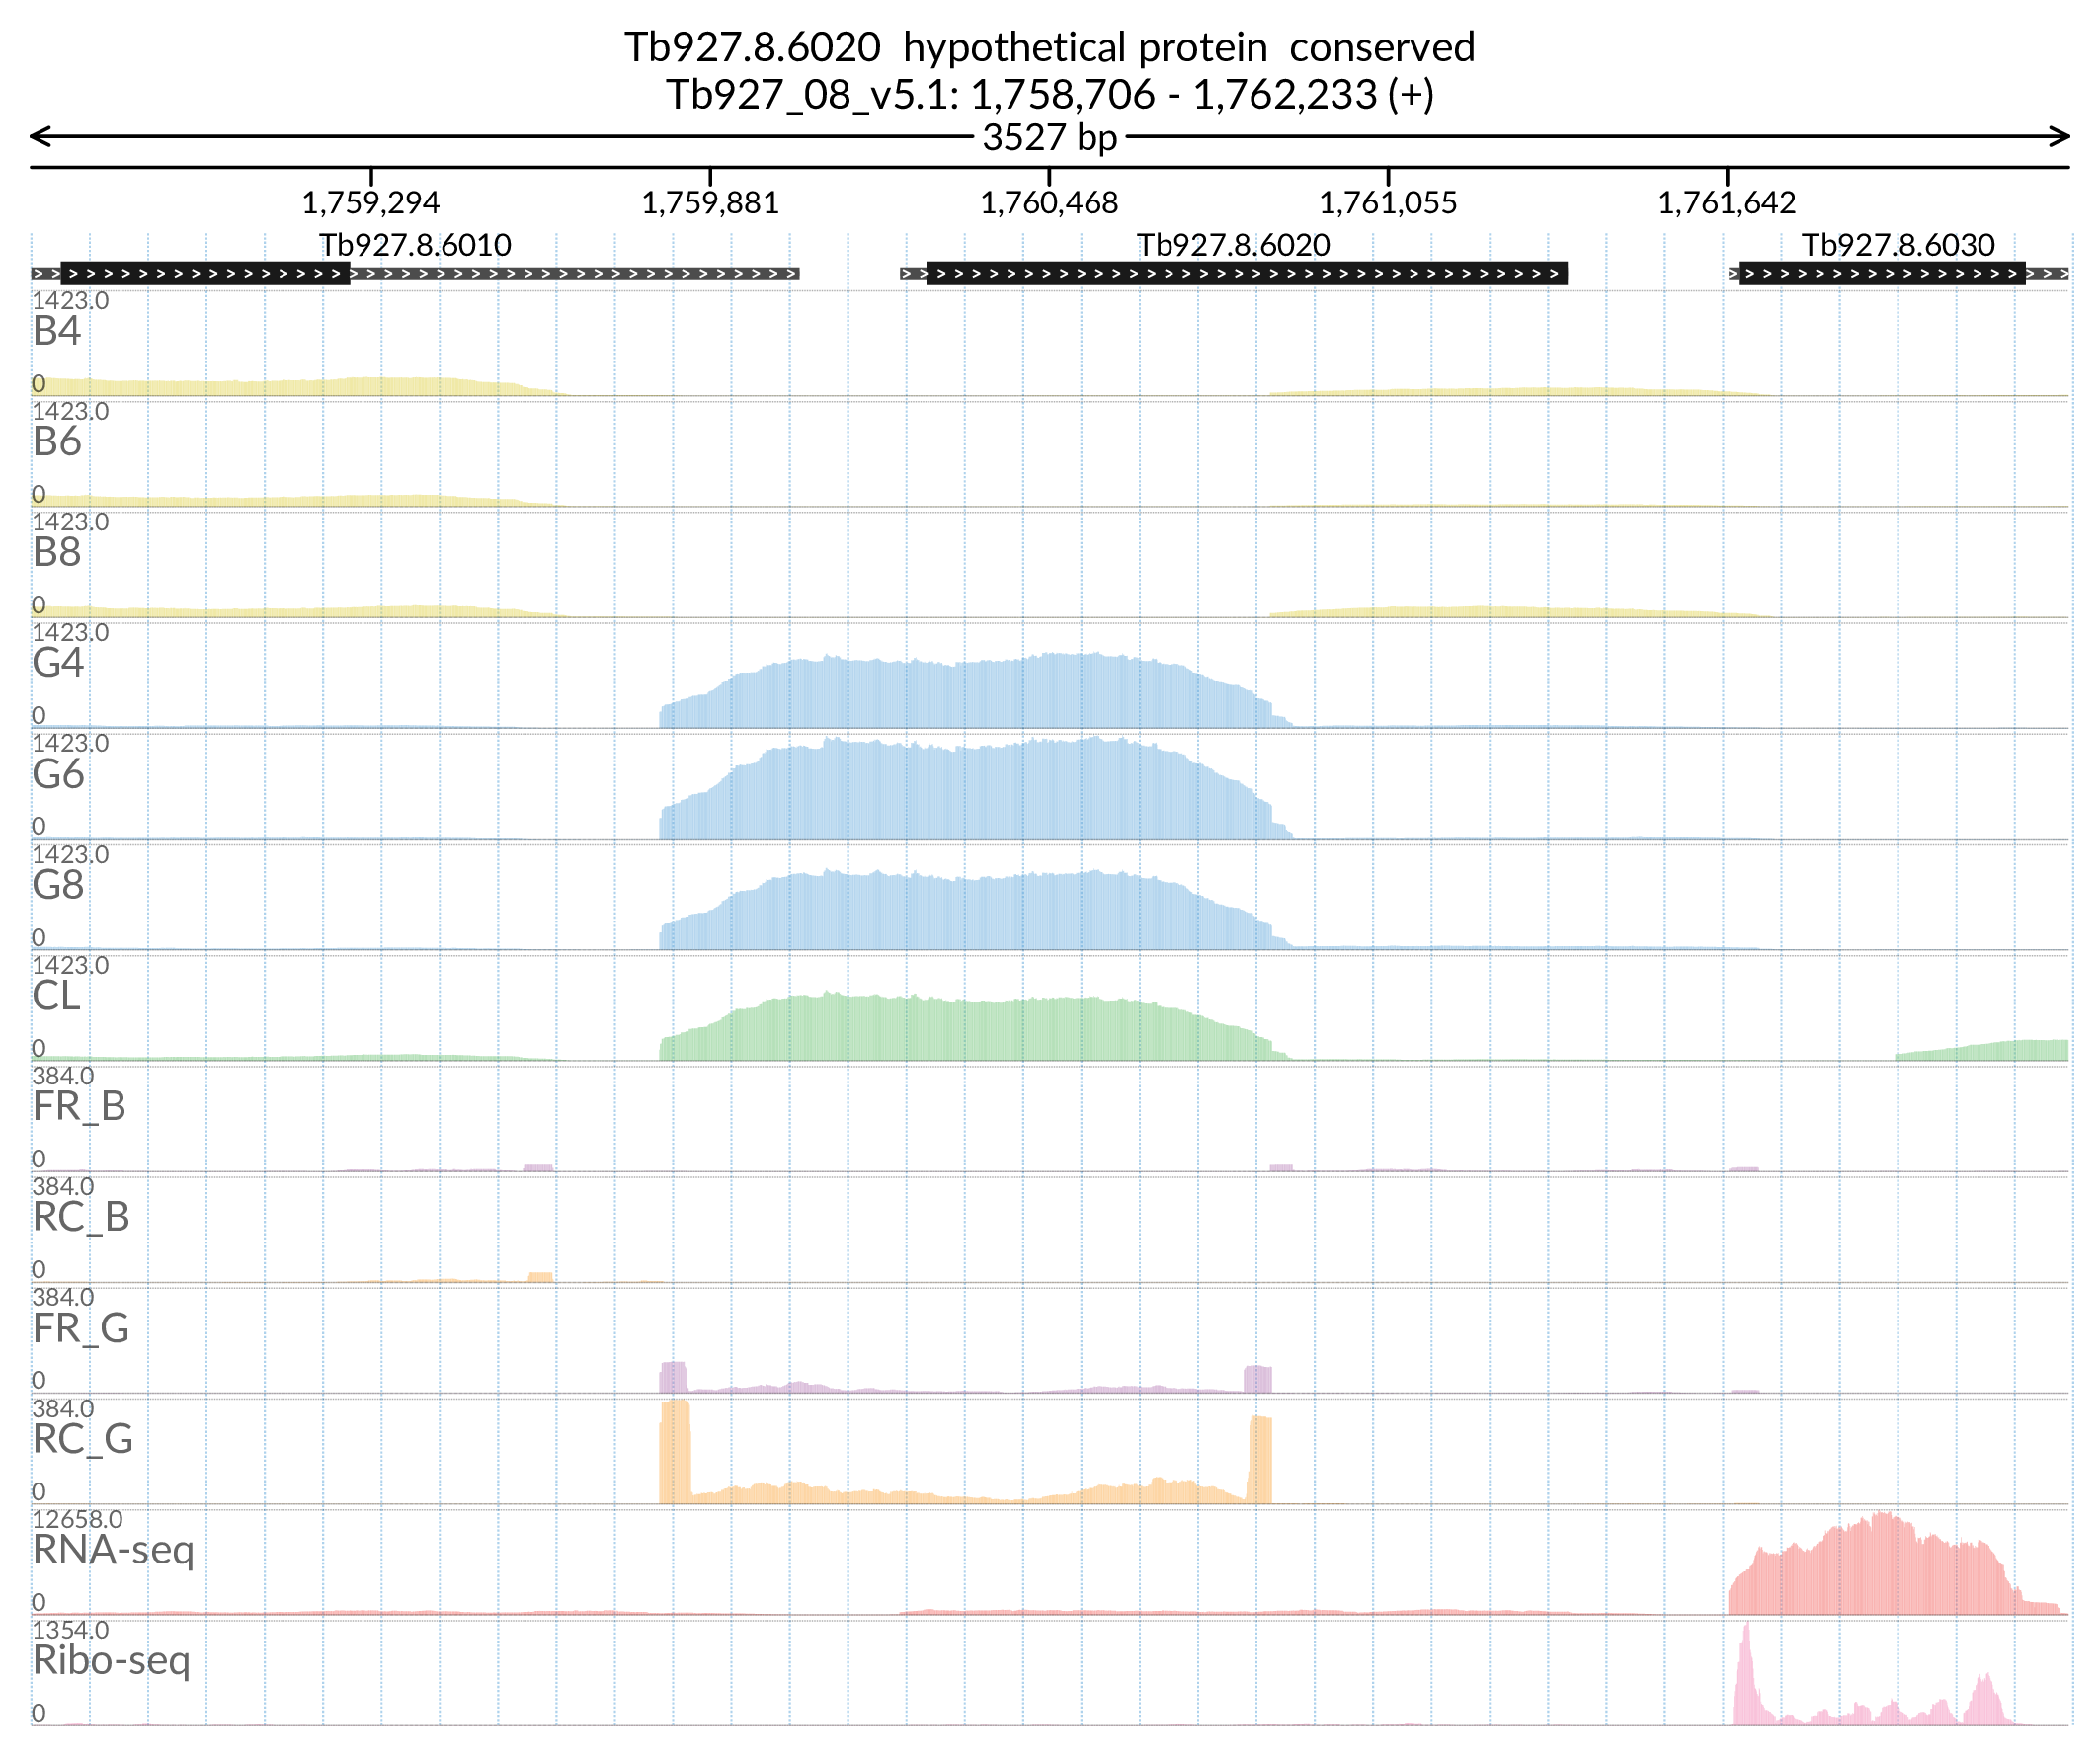 Tb927.8.6020  hypothetical protein  conserved
Tb927_08_v5.1: 1,758,706 - 1,762,233 (+)
3527 bp
1,759,294 1,759,881 1,760,468 1,761,055 1,761,642
Tb927.8.6010 Tb927.8.6020 Tb927.8.6030
1423.0
B4
0
1423.0
B6
0
1423.0
B8
0
1423.0
G4
0
1423.0
G6
0
1423.0
G8
0
1423.0
CL
0
384.0
FR_B
0
384.0
RC_B
0
384.0
FR_G
0
384.0
RC_G
0
12658.0
RNA-seq
0
1354.0
Ribo-seq
0